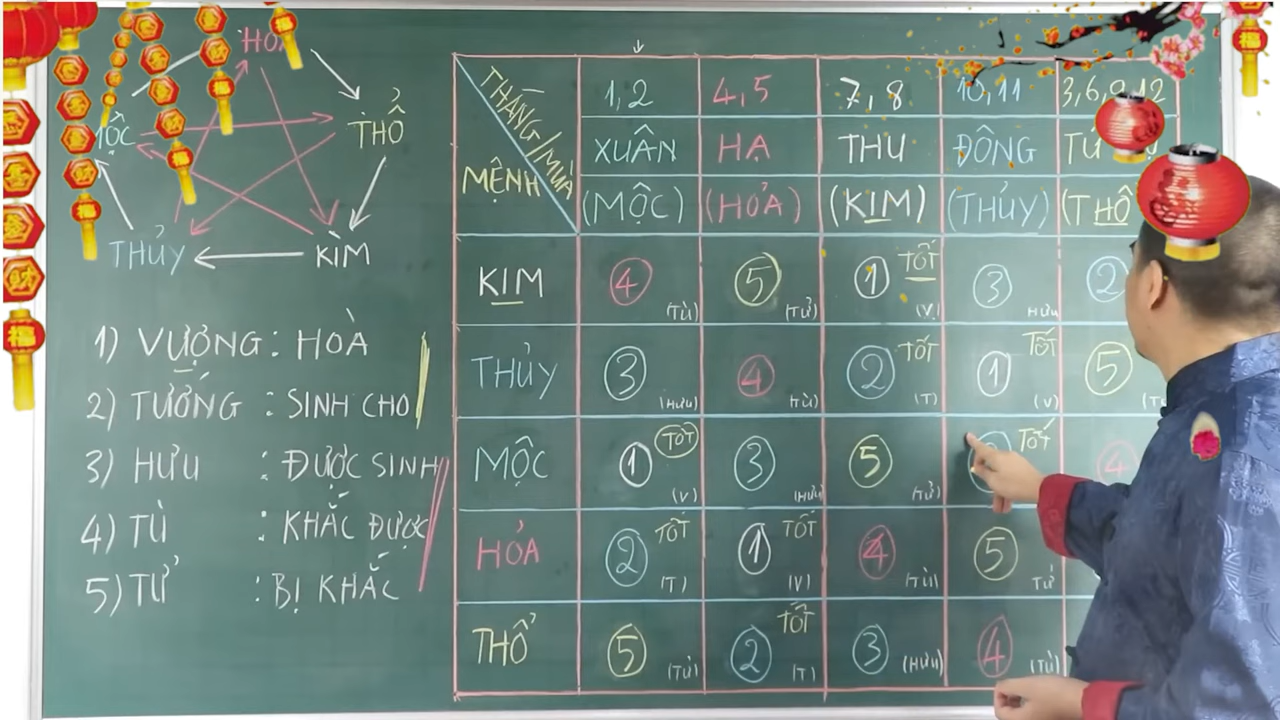 THỔ
THỦY
KIM
1) VƯỢNG : HOÀ
2) TƯỚNG : SINH CHO
3) HƯU : ĐƯỢC SINH
4) TÙ : KHẮC ĐƯỢC
5) TỬ : BỊ KHẮC
THÁNG/MÙA
MỆNH
1, 2
4, 5
7, 8
10, 11
XUÂN
HẠ
THU
ĐÔNG
(MỘC)
(HỎA)
(KIM)
(THỦY)
(THỔ
KIM
4 (TÙ)
5 (TỬ)
1 TỐT (V)
3 HƯU
2
THỦY
3 (HƯU)
4 (TÙ)
2 TỐT (T)
1 TỐT (V)
5
MỘC
1 TỐT (V)
3 (HƯU)
5 (TỬ)
TỐT
4
HỎA
2 TỐT (T)
1 TỐT (V)
4 (TÙ)
5 TỬ
THỔ
5 (TỬ)
2 TỐT (T)
3 (HƯU)
4 (TÙ)